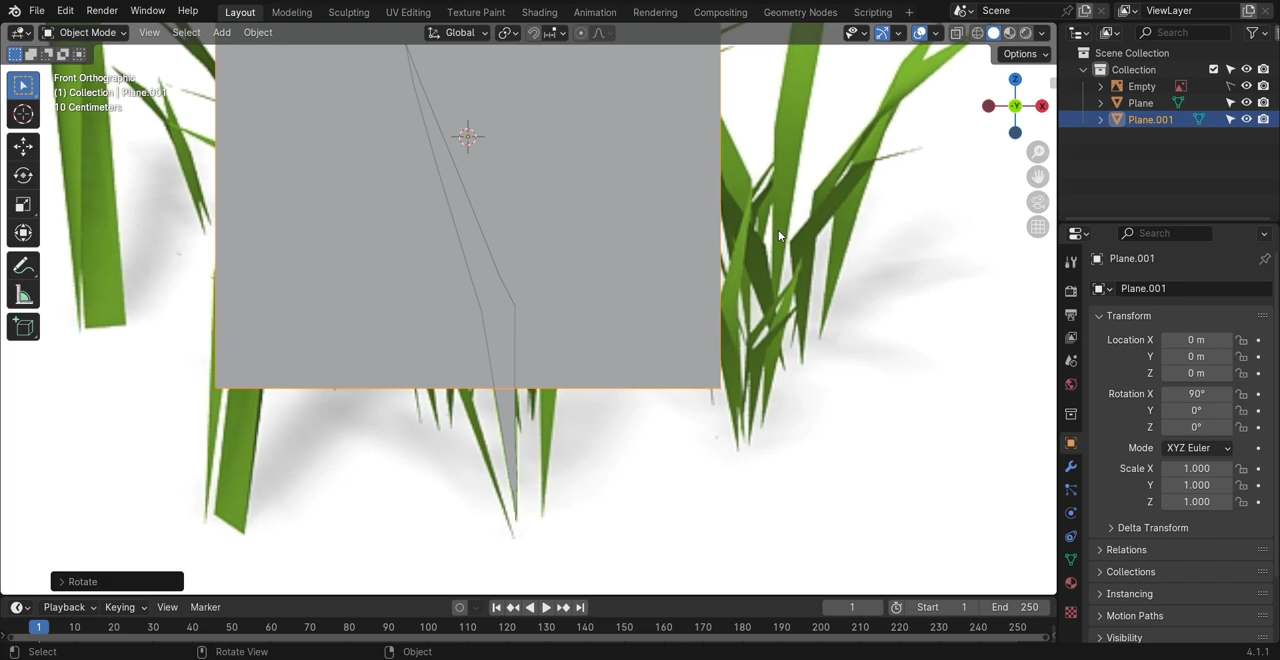 File Edit Render Window Help Layout Modeling Sculpting UV Editing Texture Paint Shading Animation Rendering Compositing Geometry Nodes Scripting + Scene ViewLayer
Object Mode View Select Add Object Global Search
Options
Scene Collection
Collection
Empty
Plane
Plane.001
Front Orthographic
(1) Collection | Plane.001
10 Centimeters
Z
X
-Y
Search
Plane.001
Plane.001
Transform
Location X 0 m
Y 0 m
Z 0 m
Rotation X 90°
Y 0°
Z 0°
Mode XYZ Euler
Scale X 1.000
Y 1.000
Z 1.000
Delta Transform
Relations
Collections
Instancing
Motion Paths
Visibility
Rotate
Playback Keying View Marker 1 Start 1 End 250
1 10 20 30 40 50 60 70 80 90 100 110 120 130 140 150 160 170 180 190 200 210 220 230 240 250
Select Rotate View Object 4.1.1